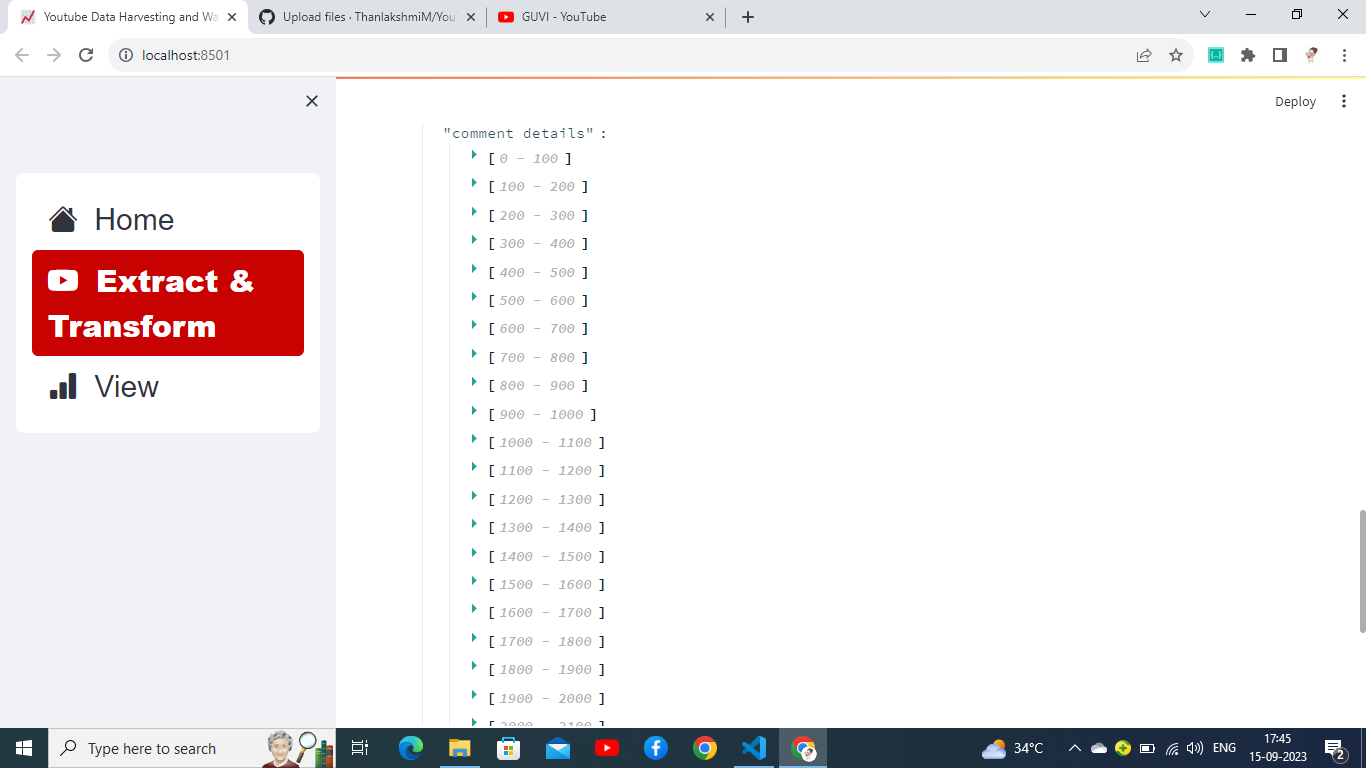 Youtube Data Harvesting and Wa
Upload files · ThanlakshmiM/You
GUVI - YouTube
localhost:8501
Deploy
Home
Extract &
Transform
View
"comment details" :
[ 0 - 100 ]
[ 100 - 200 ]
[ 200 - 300 ]
[ 300 - 400 ]
[ 400 - 500 ]
[ 500 - 600 ]
[ 600 - 700 ]
[ 700 - 800 ]
[ 800 - 900 ]
[ 900 - 1000 ]
[ 1000 - 1100 ]
[ 1100 - 1200 ]
[ 1200 - 1300 ]
[ 1300 - 1400 ]
[ 1400 - 1500 ]
[ 1500 - 1600 ]
[ 1600 - 1700 ]
[ 1700 - 1800 ]
[ 1800 - 1900 ]
[ 1900 - 2000 ]
[ 2000 - 2100 ]
Type here to search
34°C
ENG
17:45
15-09-2023
2